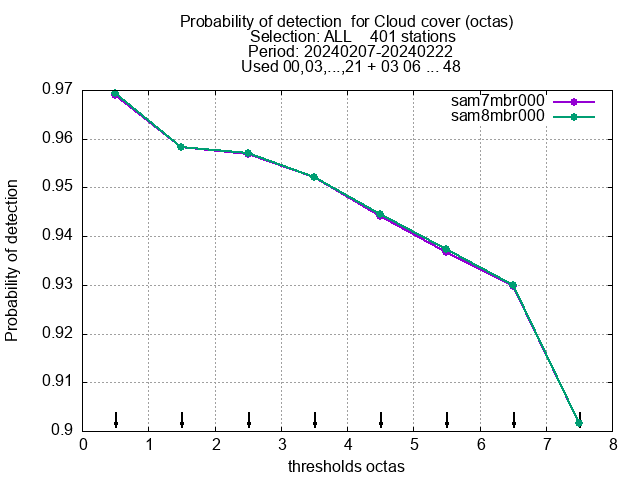 Probability of detection  for Cloud cover (octas)
Selection: ALL    401 stations
Period: 20240207-20240222
Used 00,03,...,21 + 03 06 ... 48
sam7mbr000
sam8mbr000
0.97
0.96
0.95
0.94
0.93
0.92
0.91
0.9
Probability of detection
0 1 2 3 4 5 6 7 8
thresholds octas